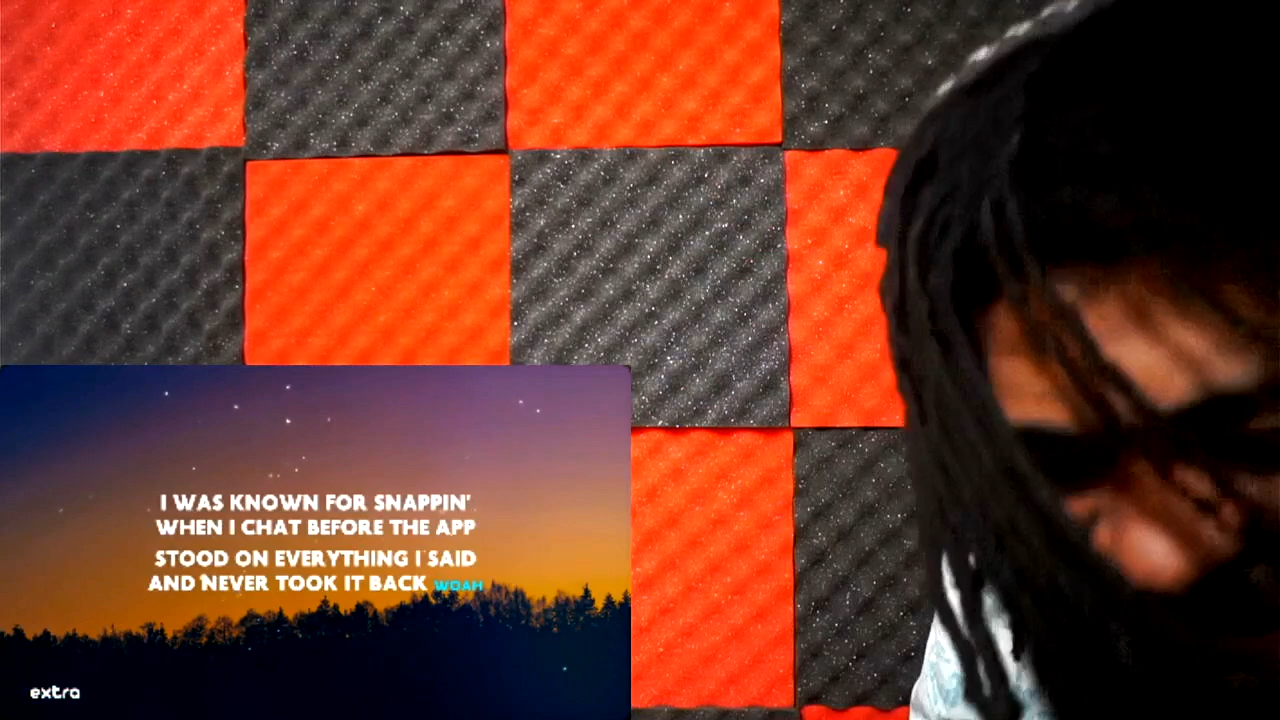 I WAS KNOWN FOR SNAPPIN'
WHEN I CHAT BEFORE THE APP
STOOD ON EVERYTHING I SAID
AND NEVER TOOK IT BACK WOAH
extra